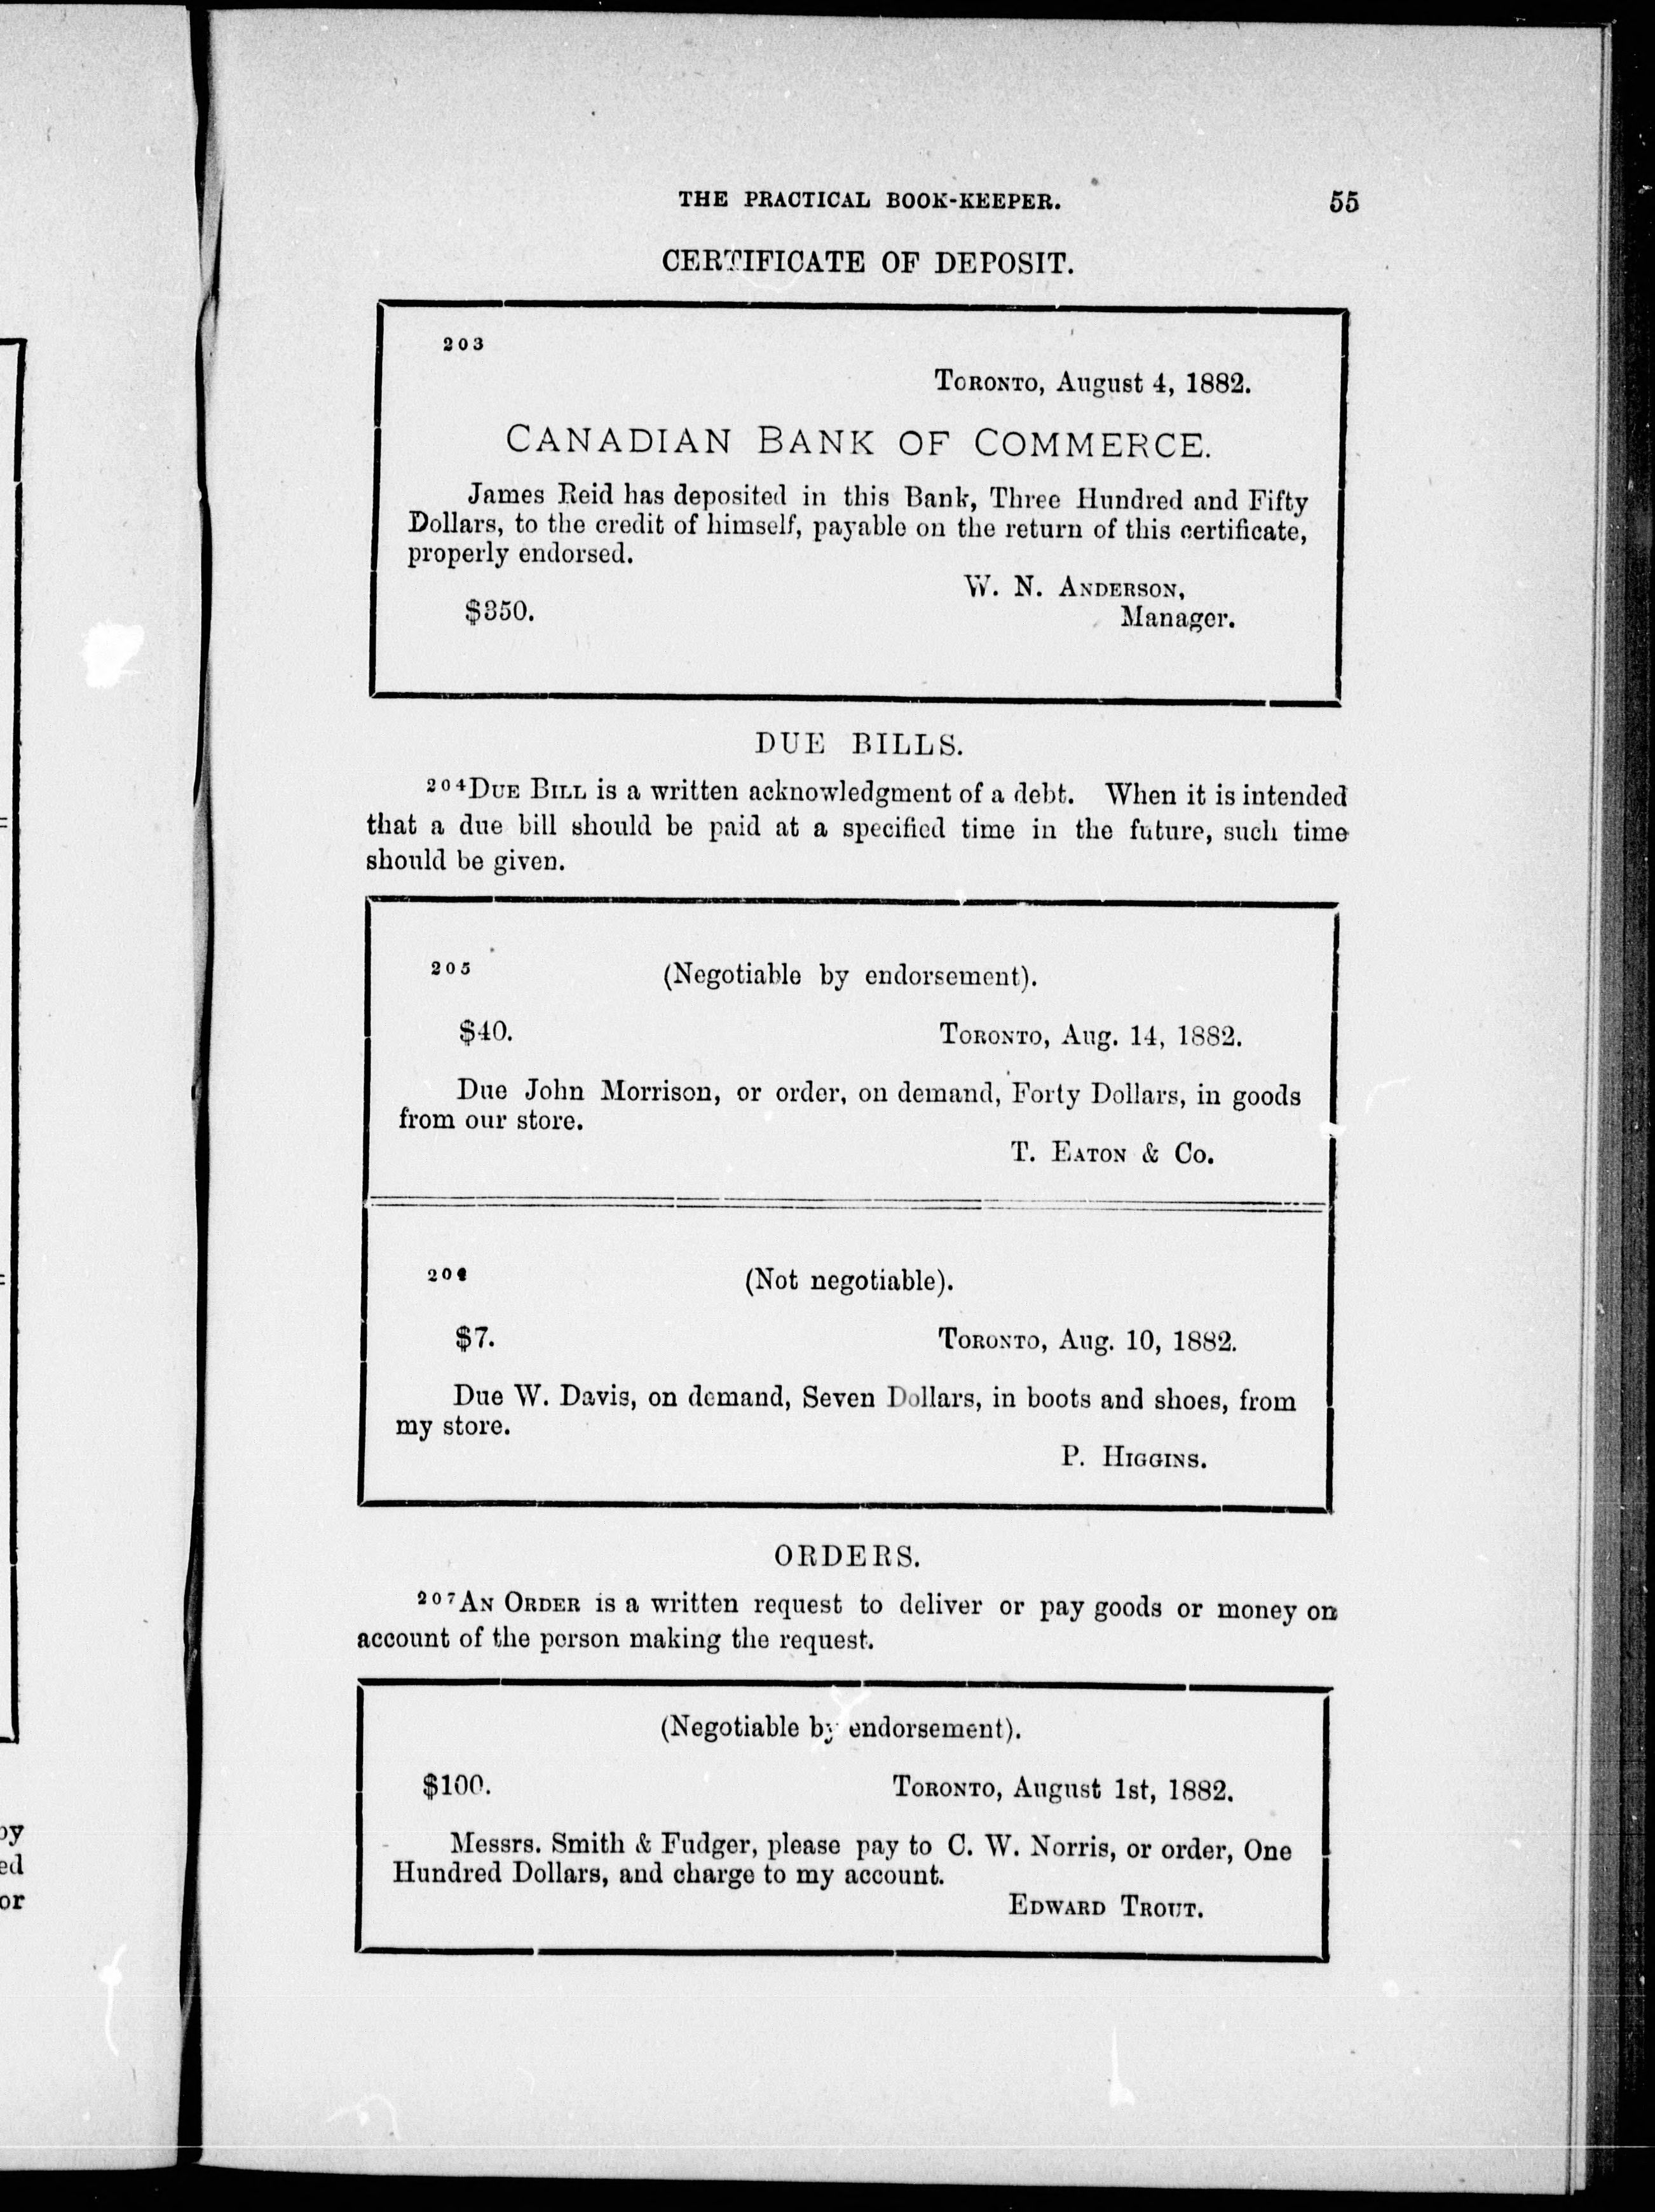 THE PRACTICAL BOOK-KEEPER. 55
CERTIFICATE OF DEPOSIT.
203
TORONTO, August 4, 1882.
CANADIAN BANK OF COMMERCE.
James Reid has deposited in this Bank, Three Hundred and Fifty
Dollars, to the credit of himself, payable on the return of this certificate,
properly endorsed.
W. N. ANDERSON,
$350.
Manager.
DUE BILLS.
204 DUE BILL is a written acknowledgment of a debt. When it is intended
that a due bill should be paid at a specified time in the future, such time
should be given.
205 (Negotiable by endorsement).
$40. TORONTO, Aug. 14, 1882.
Due John Morrison, or order, on demand, Forty Dollars, in goods
from our store.
T. EATON & Co.
206 (Not negotiable).
$7. TORONTO, Aug. 10, 1882.
Due W. Davis, on demand, Seven Dollars, in boots and shoes, from
my store.
P. HIGGINS.
ORDERS.
207 AN ORDER is a written request to deliver or pay goods or money on
account of the person making the request.
(Negotiable by endorsement).
$100. TORONTO, August 1st, 1882.
Messrs. Smith & Fudger, please pay to C. W. Norris, or order, One
Hundred Dollars, and charge to my account.
EDWARD TROUT.